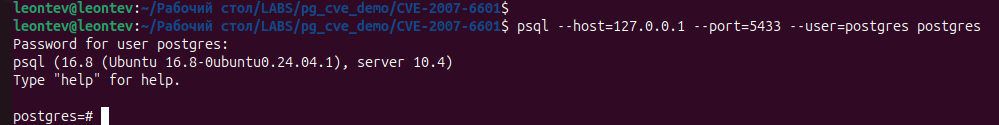 leontev@leontev:~/Рабочий стол/LABS/pg_cve_demo/CVE-2007-6601$
leontev@leontev:~/Рабочий стол/LABS/pg_cve_demo/CVE-2007-6601$ psql --host=127.0.0.1 --port=5433 --user=postgres postgres
Password for user postgres:
psql (16.8 (Ubuntu 16.8-0ubuntu0.24.04.1), server 10.4)
Type "help" for help.
postgres=#